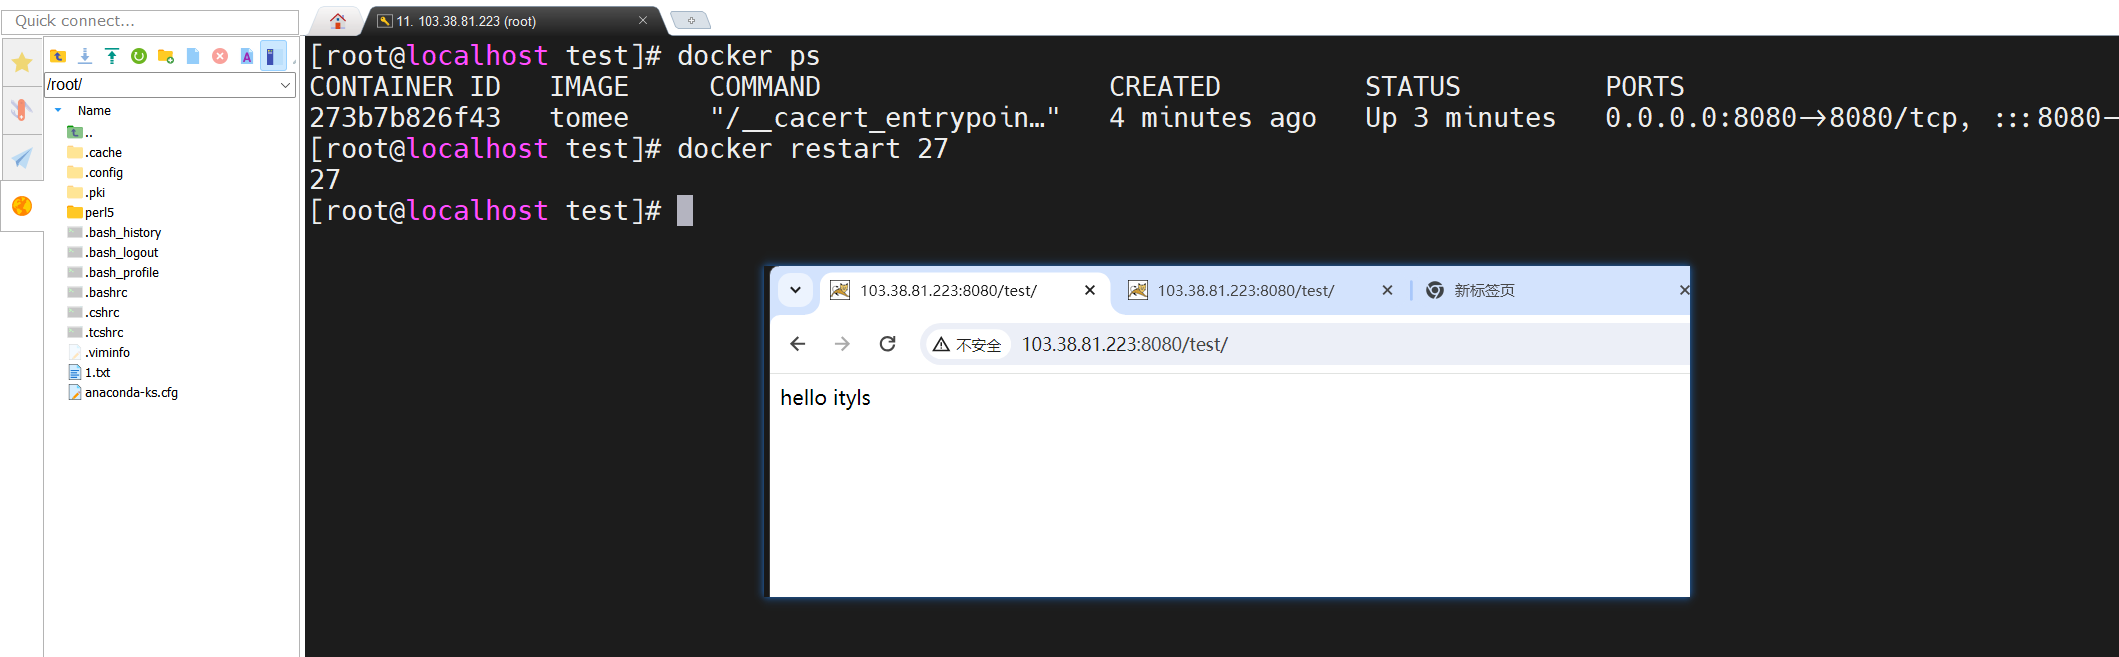 Quick connect...
11. 103.38.81.223 (root)
/root/
Name
..
.cache
.config
.pki
perl5
.bash_history
.bash_logout
.bash_profile
.bashrc
.cshrc
.tcshrc
.viminfo
1.txt
anaconda-ks.cfg
[root@localhost test]# docker ps
CONTAINER ID IMAGE COMMAND CREATED STATUS PORTS
273b7b826f43 tomee "/__cacert_entrypoin…" 4 minutes ago Up 3 minutes 0.0.0.0:8080->8080/tcp, :::8080-
[root@localhost test]# docker restart 27
27
[root@localhost test]#
103.38.81.223:8080/test/
103.38.81.223:8080/test/
新标签页
不安全 103.38.81.223:8080/test/
hello ityls